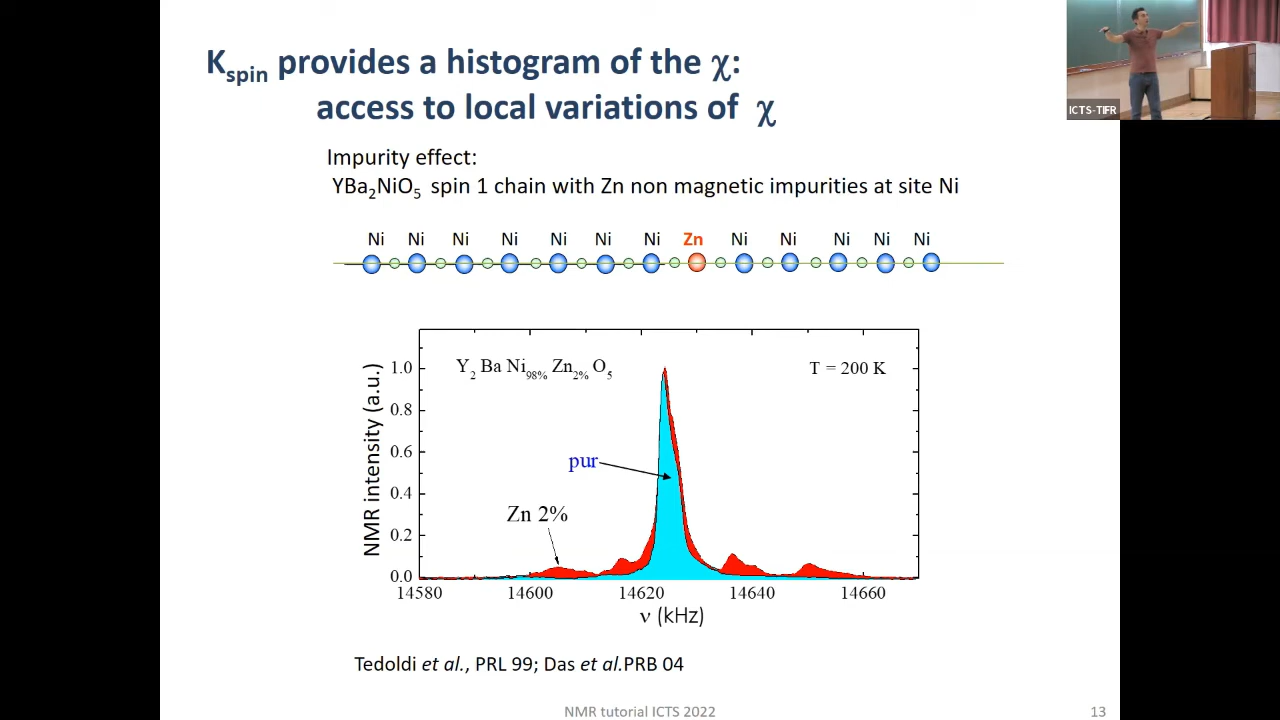 K_spin provides a histogram of the χ:
access to local variations of χ
ICTS-TIFR
Impurity effect:
YBa₂NiO₅ spin 1 chain with Zn non magnetic impurities at site Ni
Ni Ni Ni Ni Ni Ni Ni Zn Ni Ni Ni Ni Ni
Y₂ Ba Ni₉₈% Zn₂% O₅ T = 200 K
NMR intensity (a.u.)
1.0
0.8
0.6
0.4
0.2
0.0
pur
Zn 2%
14580 14600 14620 14640 14660
ν (kHz)
Tedoldi et al., PRL 99; Das et al.PRB 04
NMR tutorial ICTS 2022
13